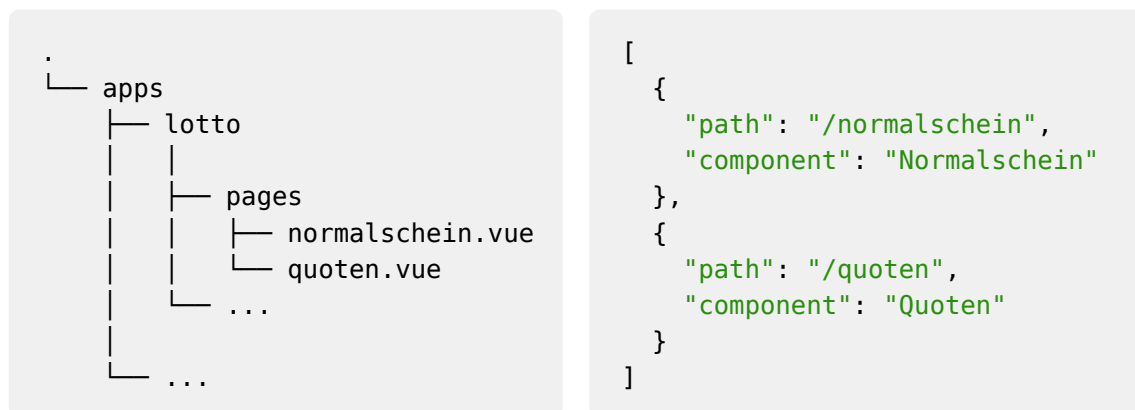 .
└── apps
    ├── lotto
    │   │
    │   ├── pages
    │   │   ├── normalschein.vue
    │   │   └── quoten.vue
    │   └── ...
    │
    └── ...
[
  {
    "path": "/normalschein",
    "component": "Normalschein"
  },
  {
    "path": "/quoten",
    "component": "Quoten"
  }
]